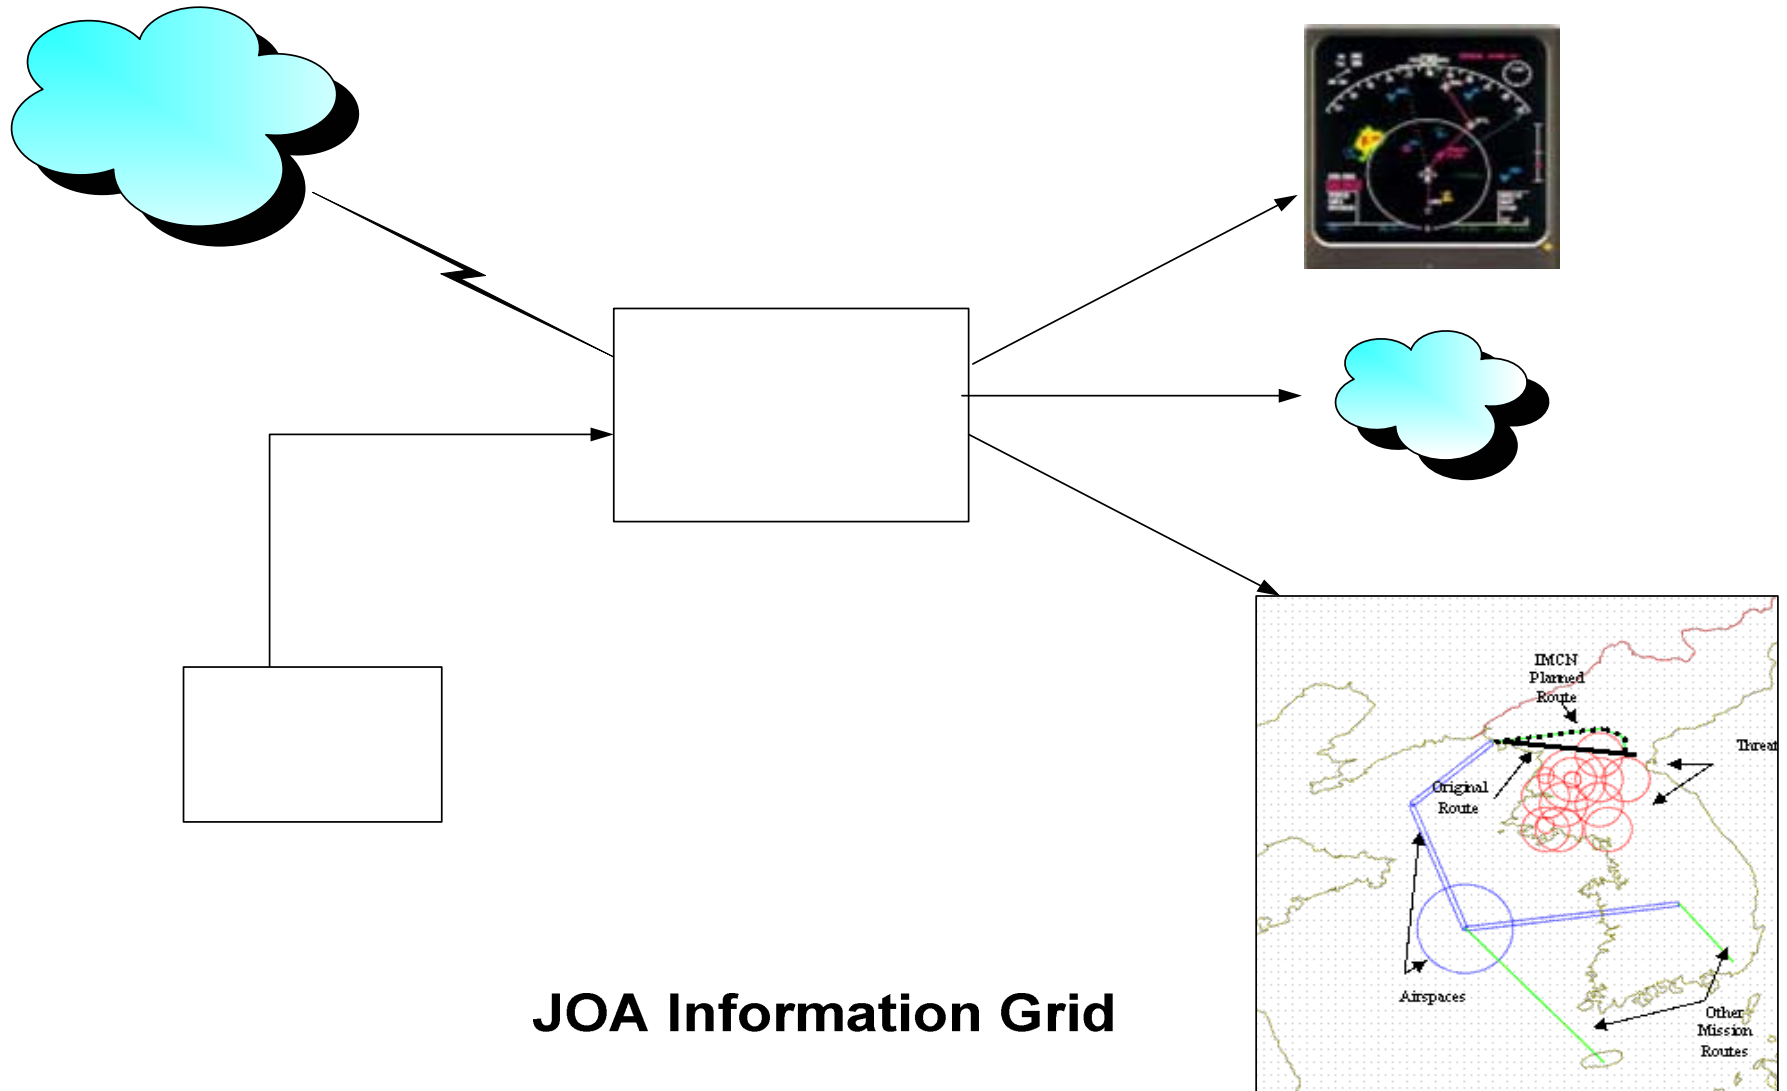 IMCN
Planned
Route
Threat
Original
Route
Airspaces
Other
Mission
Routes
JOA Information Grid